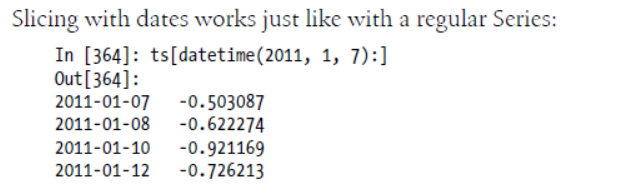 Slicing with dates works just like with a regular Series:
In [364]: ts[datetime(2011, 1, 7):]
Out[364]:
2011-01-07   -0.503087
2011-01-08   -0.622274
2011-01-10   -0.921169
2011-01-12   -0.726213